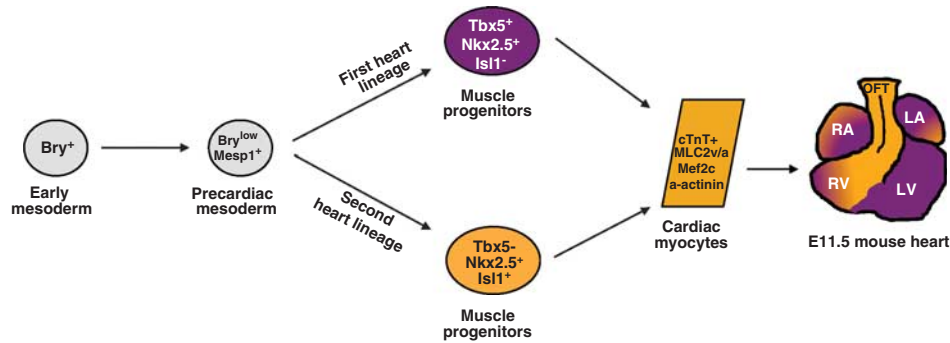 Bry⁺
Early
mesoderm
Bryˡᵒʷ
Mesp1⁺
Precardiac
mesoderm
First heart
lineage
Second
heart lineage
Tbx5⁺
Nkx2.5⁺
Isl1⁻
Muscle
progenitors
Tbx5-
Nkx2.5⁺
Isl1⁺
Muscle
progenitors
cTnT+
MLC2v/a
Mef2c
a-actinin
Cardiac
myocytes
OFT
RA
LA
RV
LV
E11.5 mouse heart